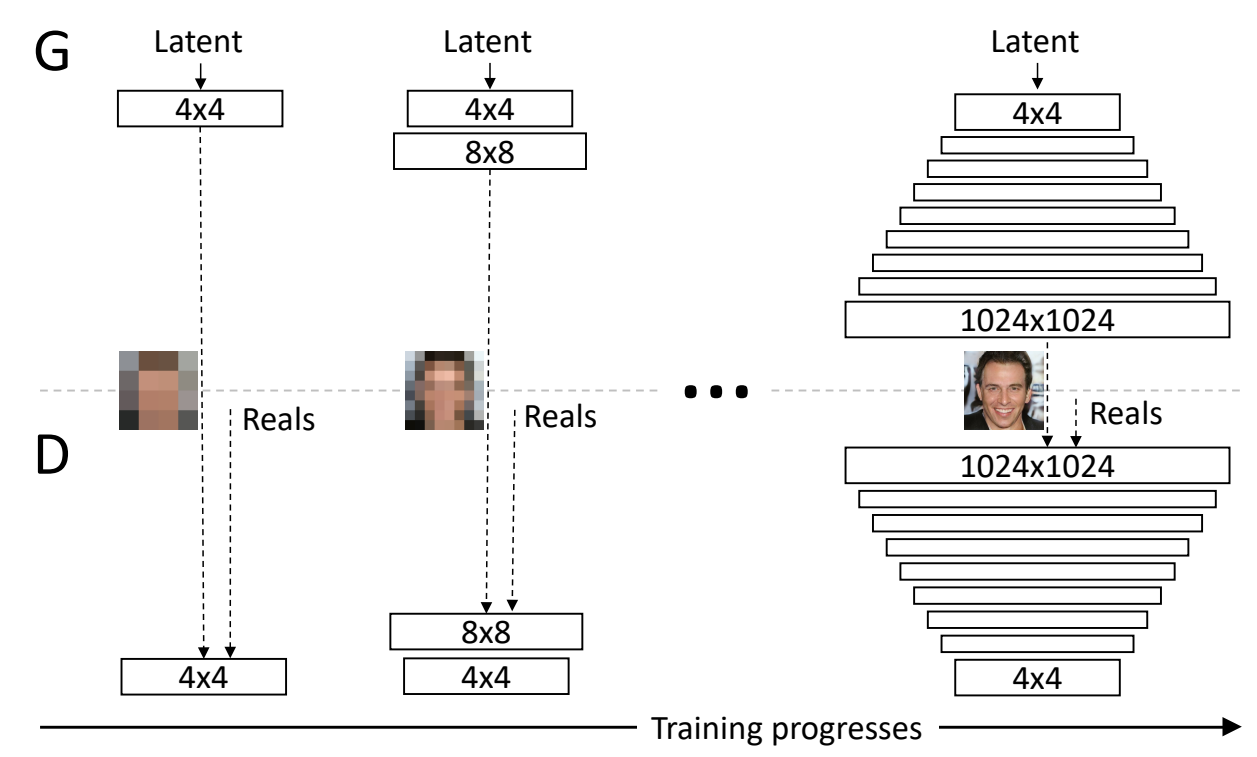 G
Latent
Latent
Latent
4x4
4x4
4x4
8x8
1024x1024
...
Reals
Reals
Reals
D
1024x1024
8x8
4x4
4x4
4x4
Training progresses